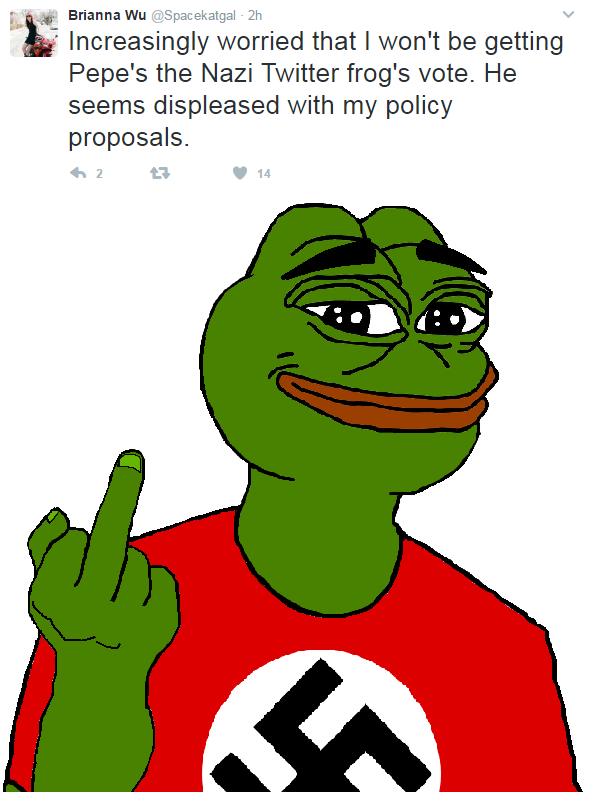 Brianna Wu @Spacekatgal · 2h
Increasingly worried that I won't be getting
Pepe's the Nazi Twitter frog's vote. He
seems displeased with my policy
proposals.
2 14